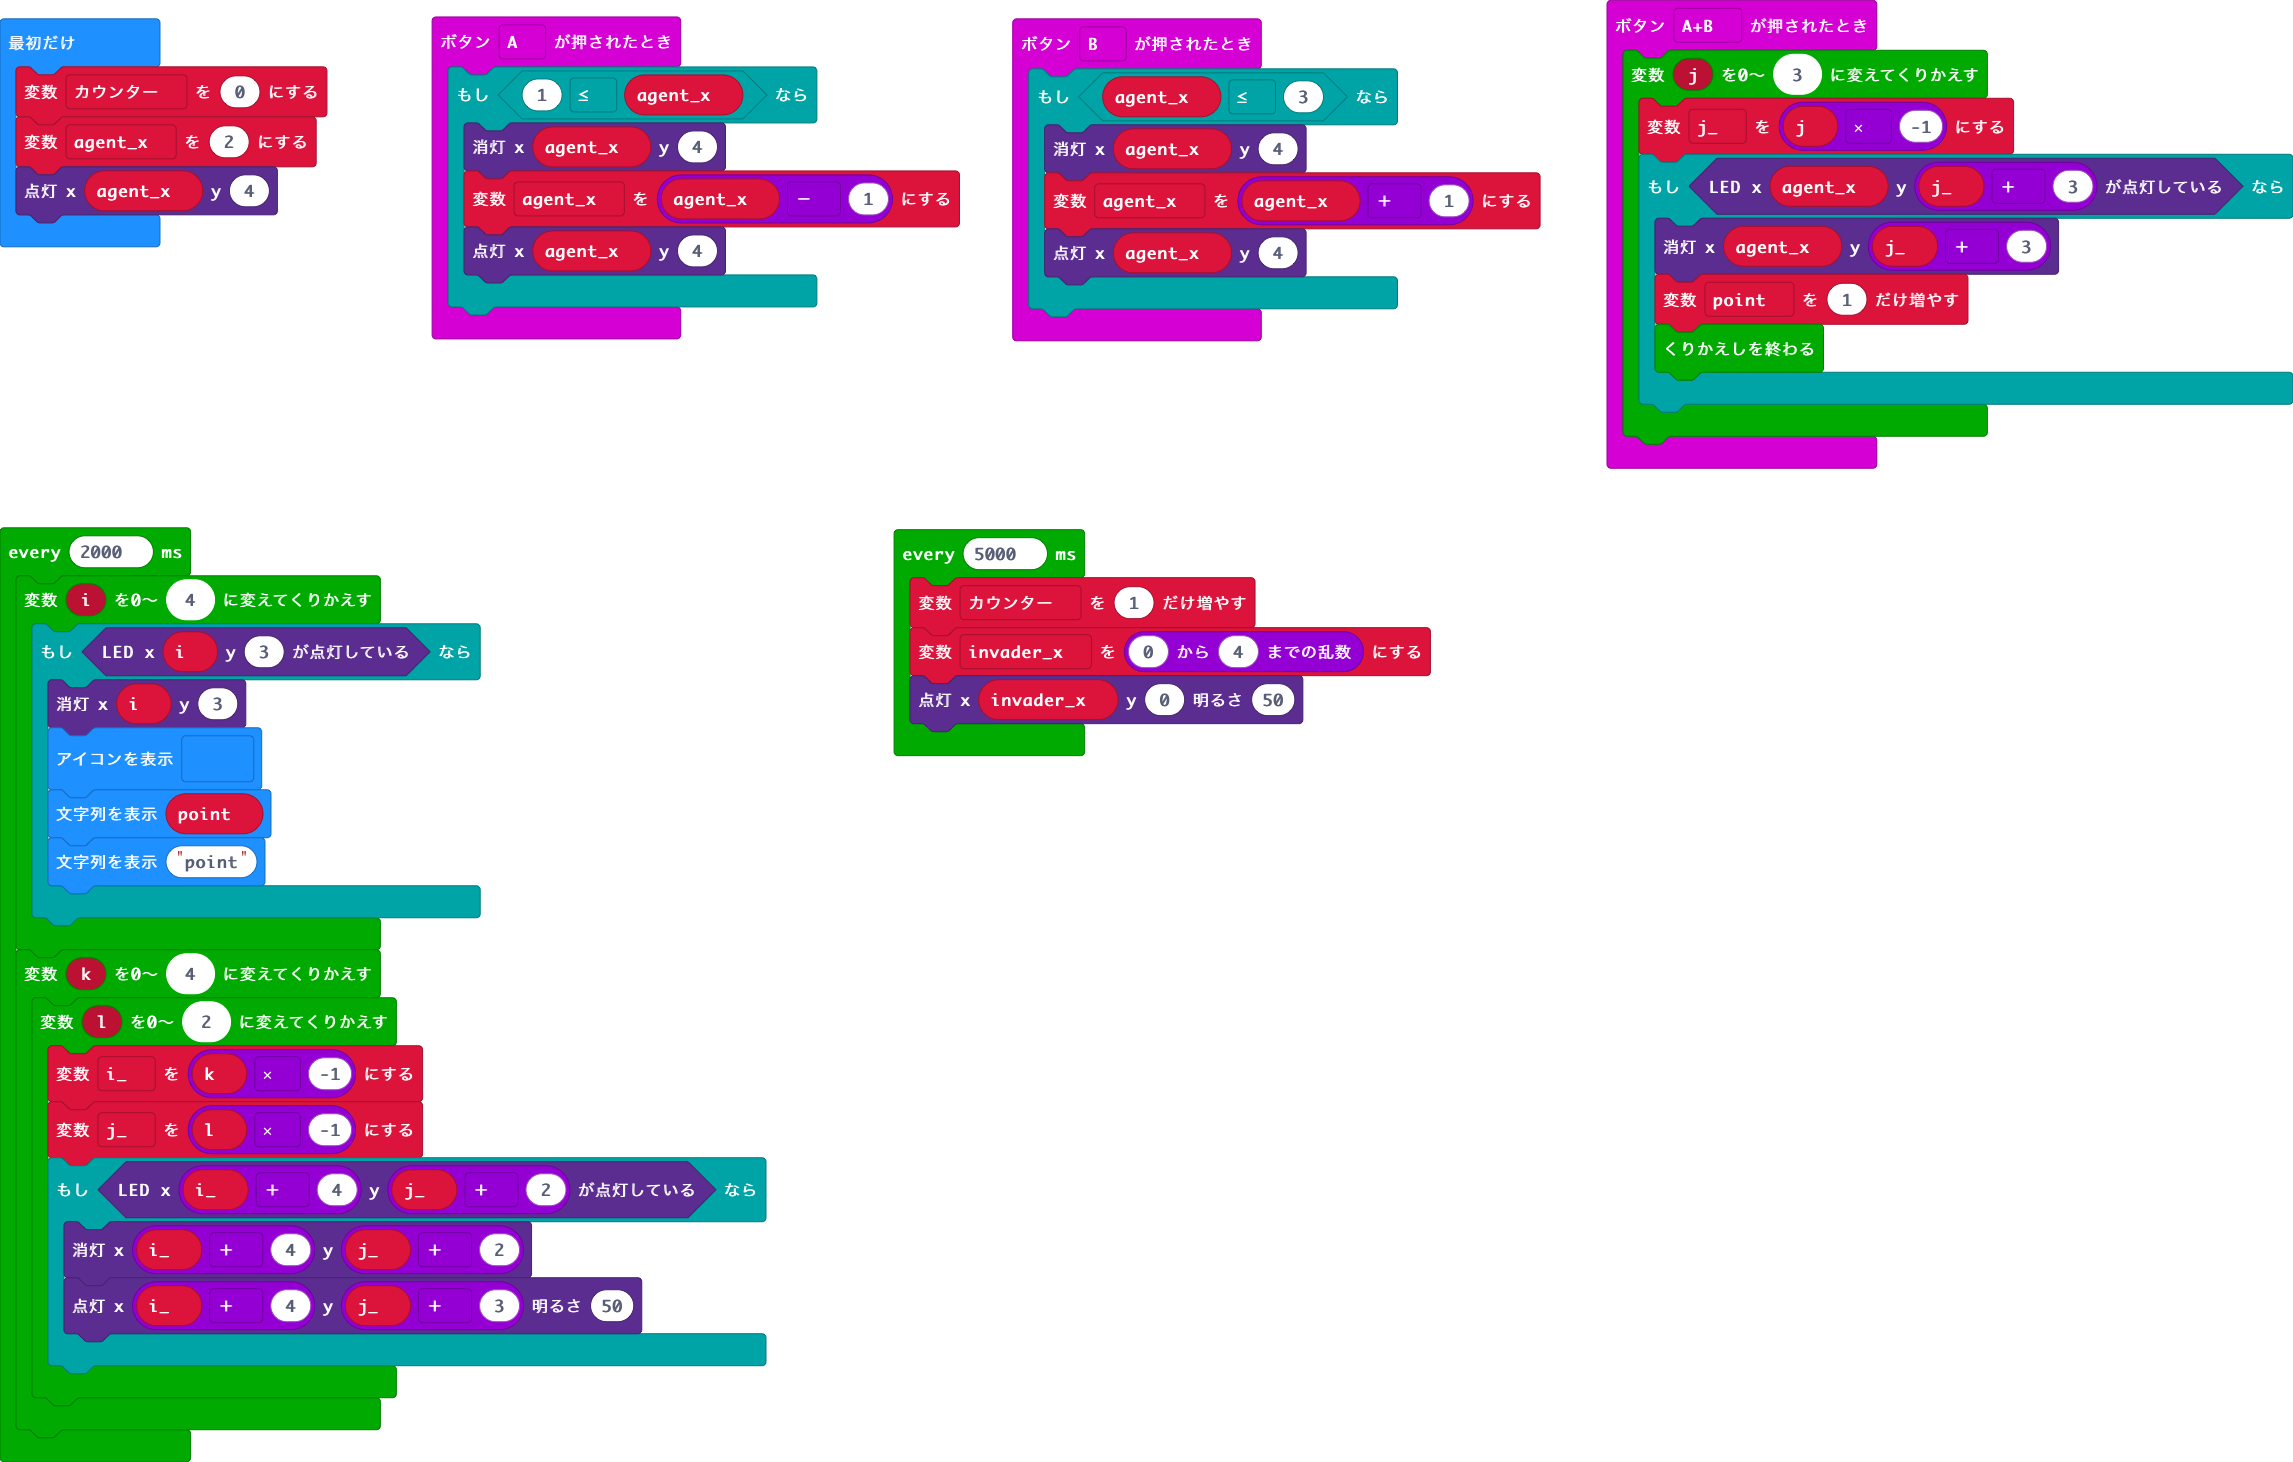 最初だけ
変数 カウンター を 0 にする
変数 agent_x を 2 にする
点灯 x agent_x y 4
ボタン A が押されたとき
もし 1 ≤ agent_x なら
消灯 x agent_x y 4
変数 agent_x を agent_x - 1 にする
点灯 x agent_x y 4
ボタン B が押されたとき
もし agent_x ≤ 3 なら
消灯 x agent_x y 4
変数 agent_x を agent_x + 1 にする
点灯 x agent_x y 4
ボタン A+B が押されたとき
変数 j を0～ 3 に変えてくりかえす
変数 j_ を j × -1 にする
もし LED x agent_x y j_ + 3 が点灯している なら
消灯 x agent_x y j_ + 3
変数 point を 1 だけ増やす
くりかえしを終わる
every 2000 ms
変数 i を0～ 4 に変えてくりかえす
もし LED x i y 3 が点灯している なら
消灯 x i y 3
アイコンを表示
文字列を表示 point
文字列を表示 "point"
変数 k を0～ 4 に変えてくりかえす
変数 l を0～ 2 に変えてくりかえす
変数 i_ を k × -1 にする
変数 j_ を l × -1 にする
もし LED x i_ + 4 y j_ + 2 が点灯している なら
消灯 x i_ + 4 y j_ + 2
点灯 x i_ + 4 y j_ + 3 明るさ 50
every 5000 ms
変数 カウンター を 1 だけ増やす
変数 invader_x を 0 から 4 までの乱数 にする
点灯 x invader_x y 0 明るさ 50